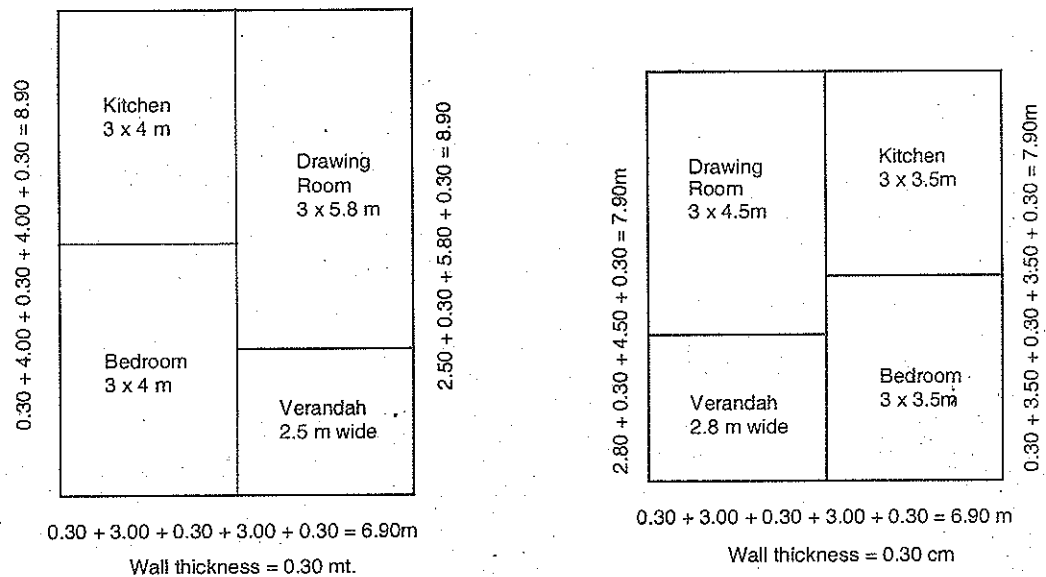 0.30 + 4.00 + 0.30 + 4.00 + 0.30 = 8.90
Kitchen
3 x 4 m
Drawing
Room
3 x 5.8 m
Bedroom
3 x 4 m
Verandah
2.5 m wide
2.50 + 0.30 + 5.80 + 0.30 = 8.90
0.30 + 3.00 + 0.30 + 3.00 + 0.30 = 6.90m
Wall thickness = 0.30 mt.
2.80 + 0.30 + 4.50 + 0.30 = 7.90m
Drawing
Room
3 x 4.5m
Kitchen
3 x 3.5m
Verandah
2.8 m wide
Bedroom
3 x 3.5m
0.30 + 3.50 + 0.30 + 3.50 + 0.30 = 7.90m
0.30 + 3.00 + 0.30 + 3.00 + 0.30 = 6.90 m
Wall thickness = 0.30 cm